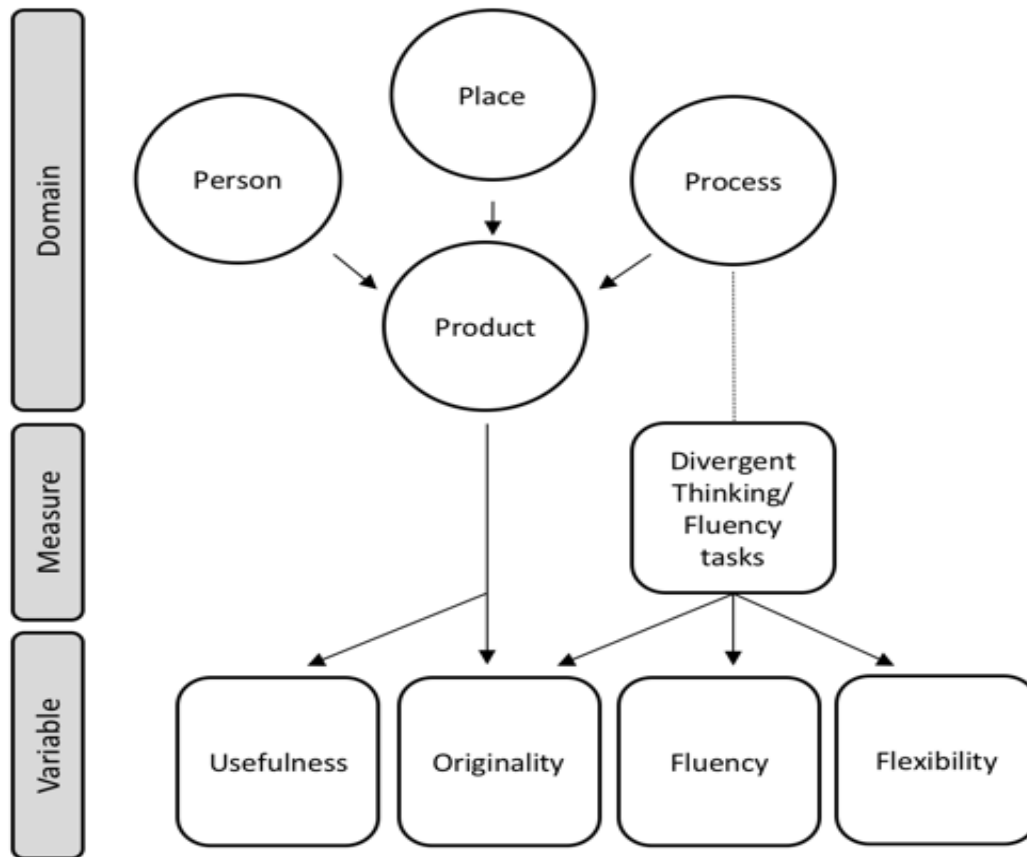 Domain
Place
Person
Process
Product
Measure
Divergent
Thinking/
Fluency
tasks
Variable
Usefulness
Originality
Fluency
Flexibility